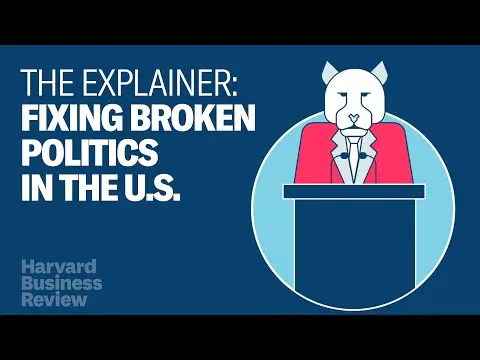 THE EXPLAINER:
FIXING BROKEN
POLITICS
IN THE U.S.
Harvard
Business
Review